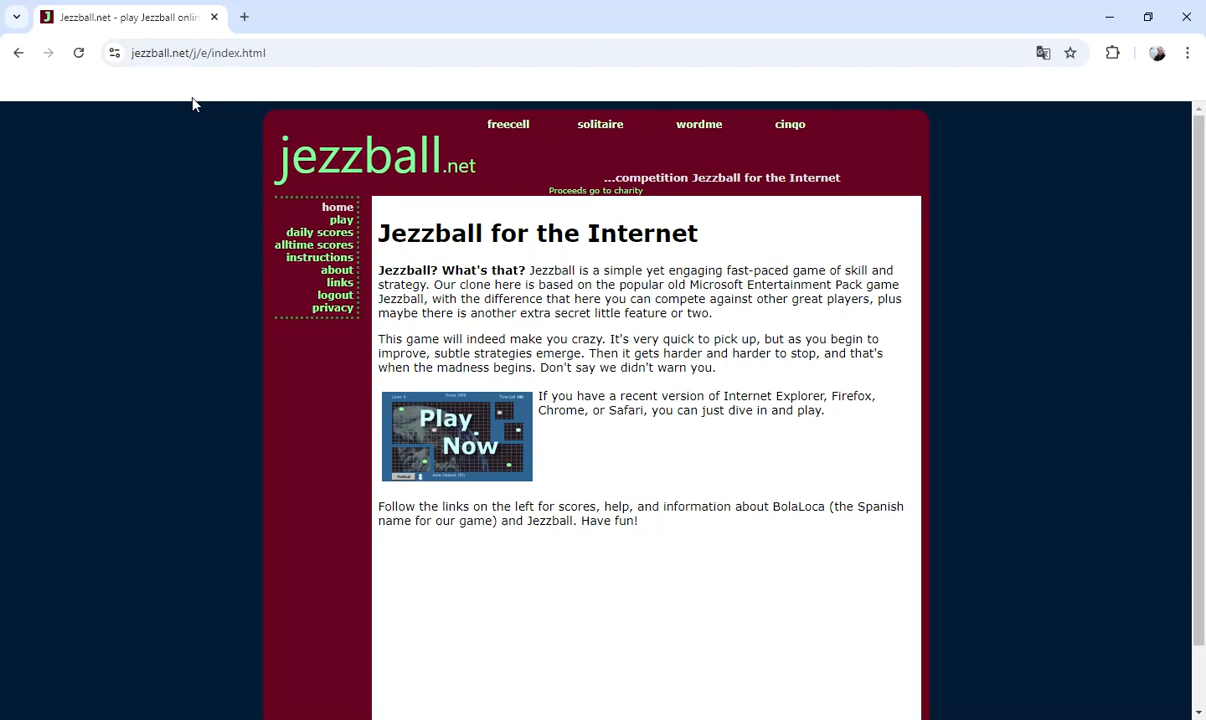 Jezzball.net - play Jezzball onlin
jezzball.net/j/e/index.html
freecell solitaire wordme cinqo
jezzball.net
...competition Jezzball for the Internet
Proceeds go to charity
home
play
daily scores
alltime scores
instructions
about
links
logout
privacy
Jezzball for the Internet
Jezzball? What's that? Jezzball is a simple yet engaging fast-paced game of skill and
strategy. Our clone here is based on the popular old Microsoft Entertainment Pack game
Jezzball, with the difference that here you can compete against other great players, plus
maybe there is another extra secret little feature or two.
This game will indeed make you crazy. It's very quick to pick up, but as you begin to
improve, subtle strategies emerge. Then it gets harder and harder to stop, and that's
when the madness begins. Don't say we didn't warn you.
Play
Now
If you have a recent version of Internet Explorer, Firefox,
Chrome, or Safari, you can just dive in and play.
Follow the links on the left for scores, help, and information about BolaLoca (the Spanish
name for our game) and Jezzball. Have fun!